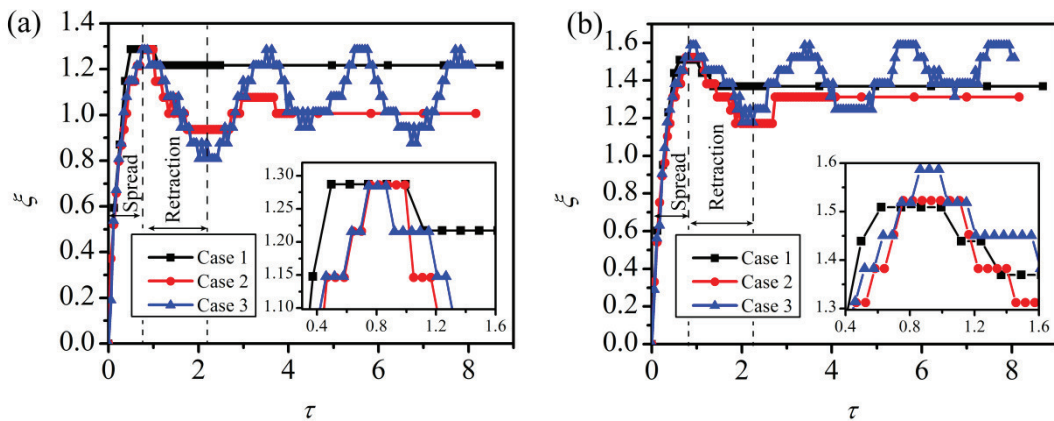 (a)
ξ
1.4
1.2
1.0
0.8
0.6
0.4
0.2
0.0
Spread
Retraction
Case 1
Case 2
Case 3
1.30
1.25
1.20
1.15
1.10
0.4 0.8 1.2 1.6
0 2 4 6 8
τ
(b)
ξ
1.6
1.4
1.2
1.0
0.8
0.6
0.4
0.2
0.0
Spread
Retraction
Case 1
Case 2
Case 3
1.6
1.5
1.4
1.3
0.4 0.8 1.2 1.6
0 2 4 6 8
τ